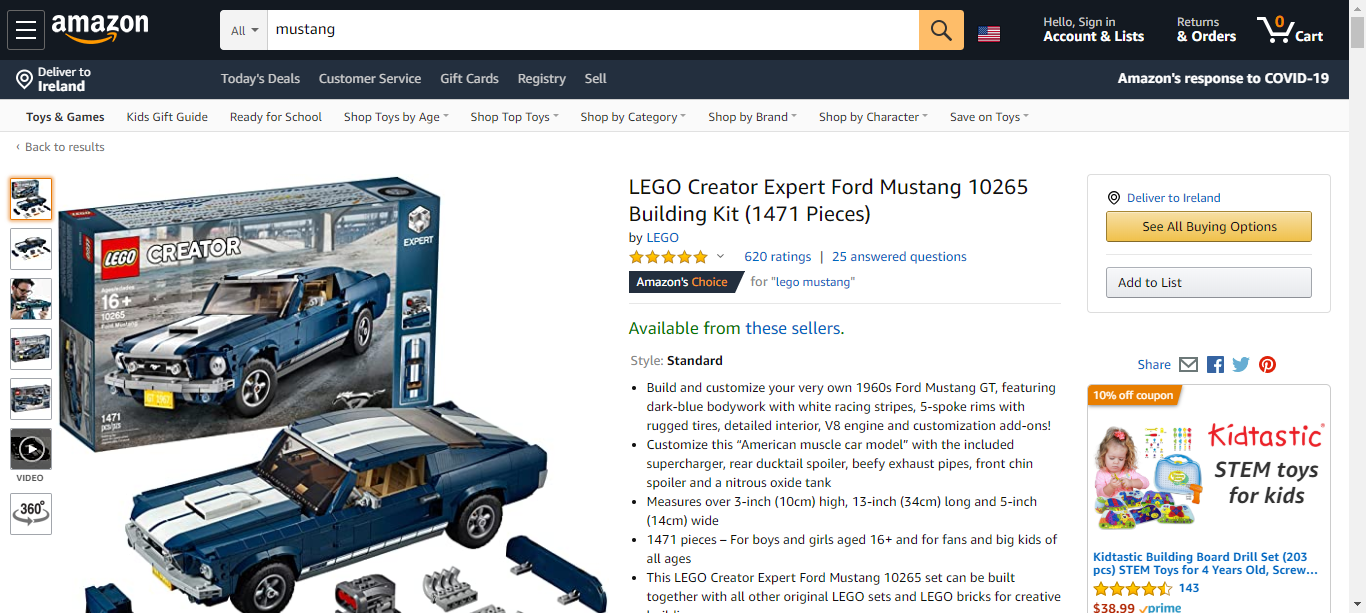 amazon
All
mustang
Hello, Sign in
Account & Lists
Returns
& Orders
0
Cart
Deliver to
Ireland
Today's Deals
Customer Service
Gift Cards
Registry
Sell
Amazon's response to COVID-19
Toys & Games
Kids Gift Guide
Ready for School
Shop Toys by Age
Shop Top Toys
Shop by Category
Shop by Brand
Shop by Character
Save on Toys
‹ Back to results
VIDEO
360°
LEGO
CREATOR
EXPERT
16+
10265
Ford Mustang
1471
pcs/pzs
LEGO Creator Expert Ford Mustang 10265
Building Kit (1471 Pieces)
by LEGO
620 ratings | 25 answered questions
Amazon's Choice for "lego mustang"
Available from these sellers.
Style: Standard
• Build and customize your very own 1960s Ford Mustang GT, featuring
dark-blue bodywork with white racing stripes, 5-spoke rims with
rugged tires, detailed interior, V8 engine and customization add-ons!
• Customize this “American muscle car model” with the included
supercharger, rear ducktail spoiler, beefy exhaust pipes, front chin
spoiler and a nitrous oxide tank
• Measures over 3-inch (10cm) high, 13-inch (34cm) long and 5-inch
(14cm) wide
• 1471 pieces – For boys and girls aged 16+ and for fans and big kids of
all ages
• This LEGO Creator Expert Ford Mustang 10265 set can be built
together with all other original LEGO sets and LEGO bricks for creative
Deliver to Ireland
See All Buying Options
Add to List
Share
10% off coupon
Kidtastic
STEM toys
for kids
Kidtastic Building Board Drill Set (203
pcs) STEM Toys for 4 Years Old, Screw...
143
$38.99 prime